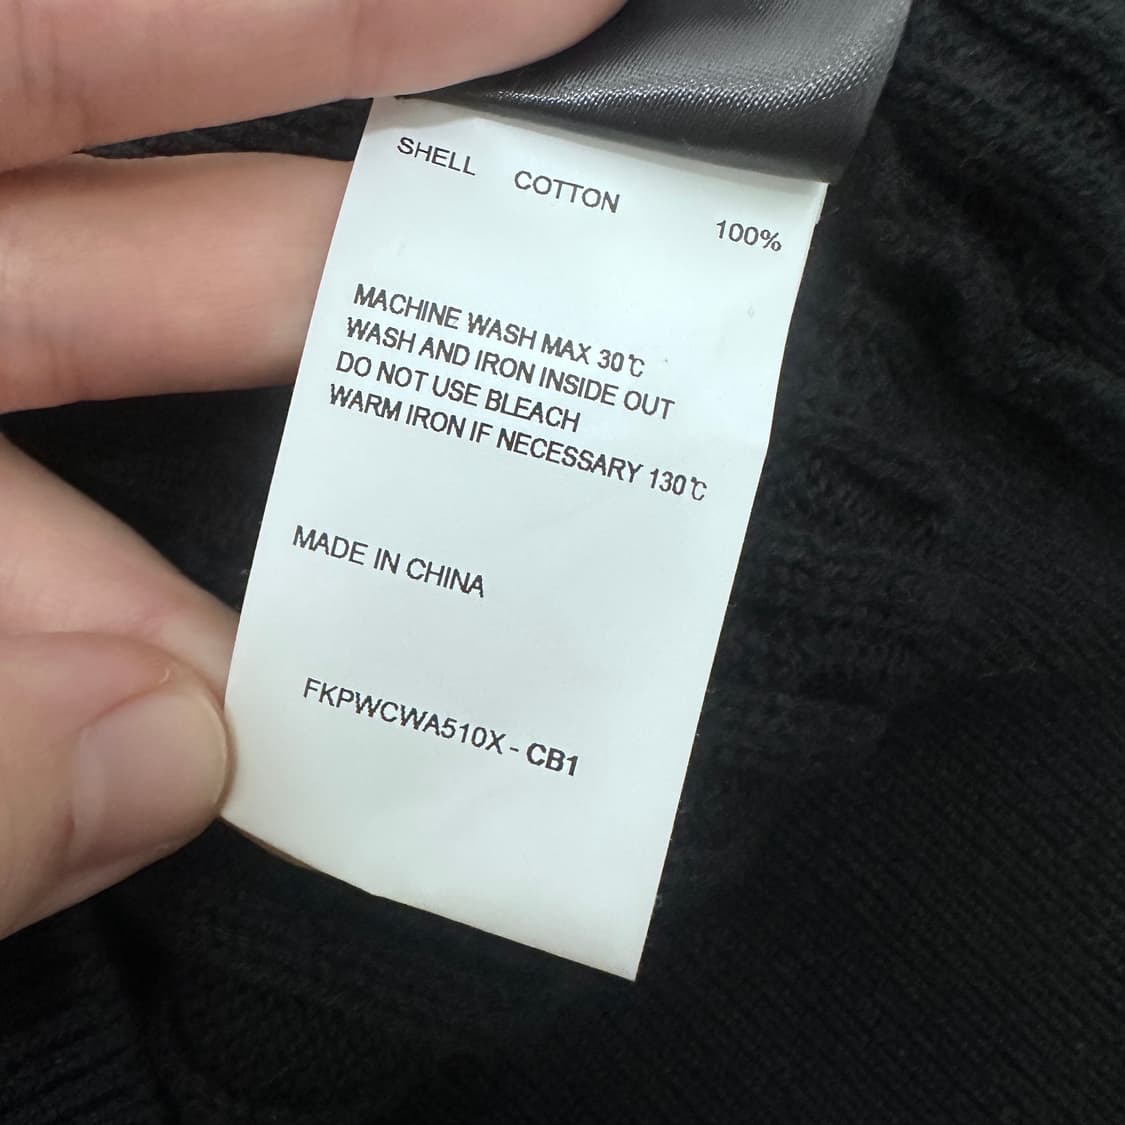 SHELL COTTON 100%
MACHINE WASH MAX 30℃
WASH AND IRON INSIDE OUT
DO NOT USE BLEACH
WARM IRON IF NECESSARY 130℃
MADE IN CHINA
FKPWCWA510X - CB1